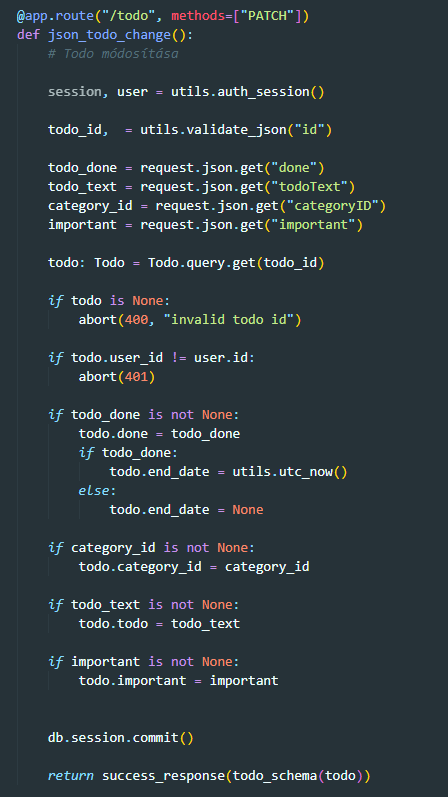 @app.route("/todo", methods=["PATCH"])
def json_todo_change():
    # Todo módosítása

    session, user = utils.auth_session()

    todo_id,  = utils.validate_json("id")

    todo_done = request.json.get("done")
    todo_text = request.json.get("todoText")
    category_id = request.json.get("categoryID")
    important = request.json.get("important")

    todo: Todo = Todo.query.get(todo_id)

    if todo is None:
        abort(400, "invalid todo id")

    if todo.user_id != user.id:
        abort(401)

    if todo_done is not None:
        todo.done = todo_done
        if todo_done:
            todo.end_date = utils.utc_now()
        else:
            todo.end_date = None

    if category_id is not None:
        todo.category_id = category_id

    if todo_text is not None:
        todo.todo = todo_text

    if important is not None:
        todo.important = important


    db.session.commit()

    return success_response(todo_schema(todo))